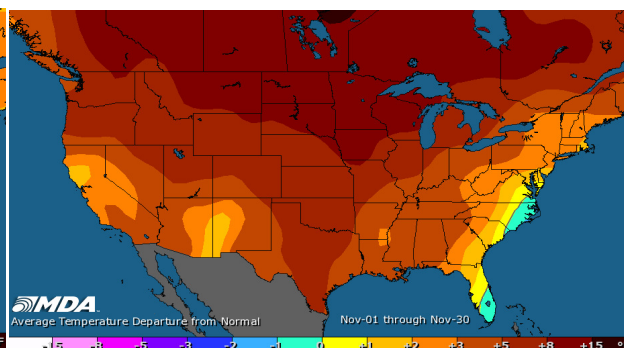 MDA
Average Temperature Departure from Normal
Nov-01 through Nov-30
F -15 -8 -5 -3 -2 -1 0 +1 +2 +3 +5 +8 +15 °